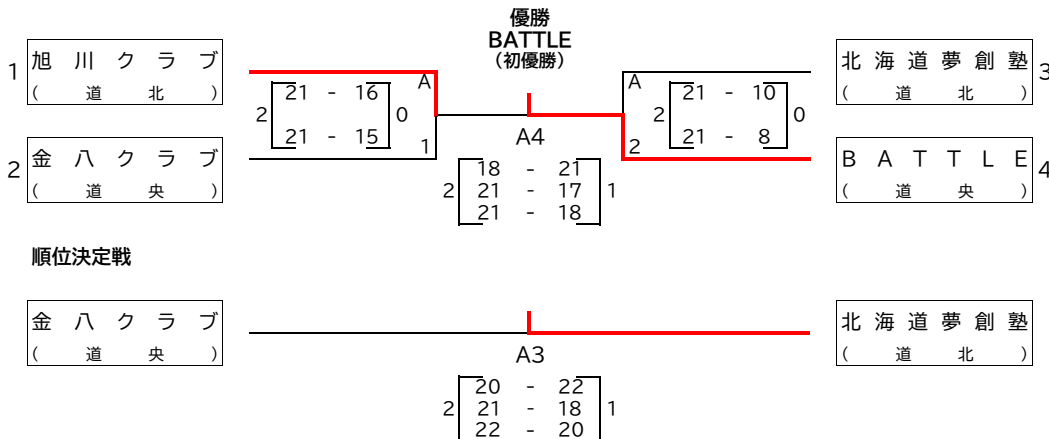 優勝
BATTLE
（初優勝）
1 旭川クラブ
（道北）
2 金八クラブ
（道央）
A
1
2 21 - 16 0
21 - 15
A4
18 - 21
2 21 - 17 1
21 - 18
A
2
2 21 - 10 0
21 - 8
北海道夢創塾 3
（道北）
BATTLE 4
（道央）
順位決定戦
金八クラブ
（道央）
北海道夢創塾
（道北）
A3
20 - 22
2 21 - 18 1
22 - 20